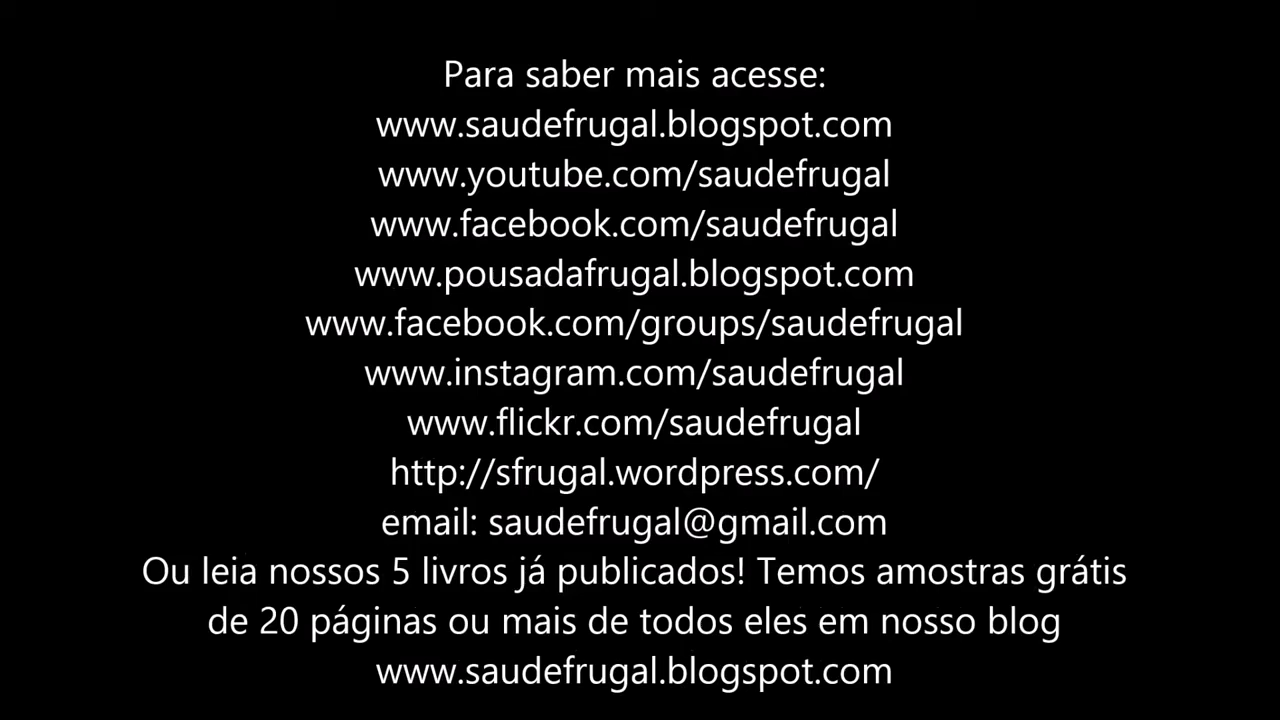 Para saber mais acesse:
www.saudefrugal.blogspot.com
www.youtube.com/saudefrugal
www.facebook.com/saudefrugal
www.pousadafrugal.blogspot.com
www.facebook.com/groups/saudefrugal
www.instagram.com/saudefrugal
www.flickr.com/saudefrugal
http://sfrugal.wordpress.com/
email: saudefrugal@gmail.com
Ou leia nossos 5 livros já publicados! Temos amostras grátis
de 20 páginas ou mais de todos eles em nosso blog
www.saudefrugal.blogspot.com